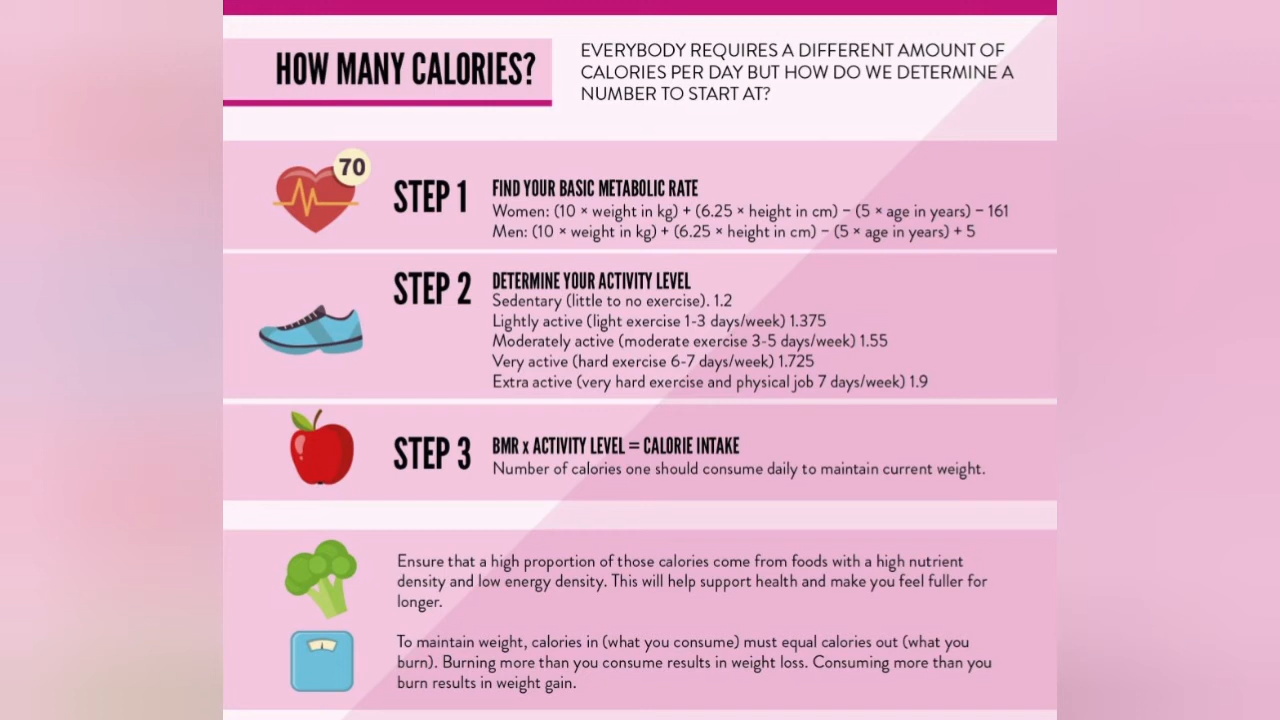 HOW MANY CALORIES?
EVERYBODY REQUIRES A DIFFERENT AMOUNT OF
CALORIES PER DAY BUT HOW DO WE DETERMINE A
NUMBER TO START AT?
70
STEP 1
FIND YOUR BASIC METABOLIC RATE
Women: (10 × weight in kg) + (6.25 × height in cm) – (5 × age in years) – 161
Men: (10 × weight in kg) + (6.25 × height in cm) – (5 × age in years) + 5
STEP 2
DETERMINE YOUR ACTIVITY LEVEL
Sedentary (little to no exercise). 1.2
Lightly active (light exercise 1-3 days/week) 1.375
Moderately active (moderate exercise 3-5 days/week) 1.55
Very active (hard exercise 6-7 days/week) 1.725
Extra active (very hard exercise and physical job 7 days/week) 1.9
STEP 3
BMR x ACTIVITY LEVEL = CALORIE INTAKE
Number of calories one should consume daily to maintain current weight.
Ensure that a high proportion of those calories come from foods with a high nutrient
density and low energy density. This will help support health and make you feel fuller for
longer.
To maintain weight, calories in (what you consume) must equal calories out (what you
burn). Burning more than you consume results in weight loss. Consuming more than you
burn results in weight gain.